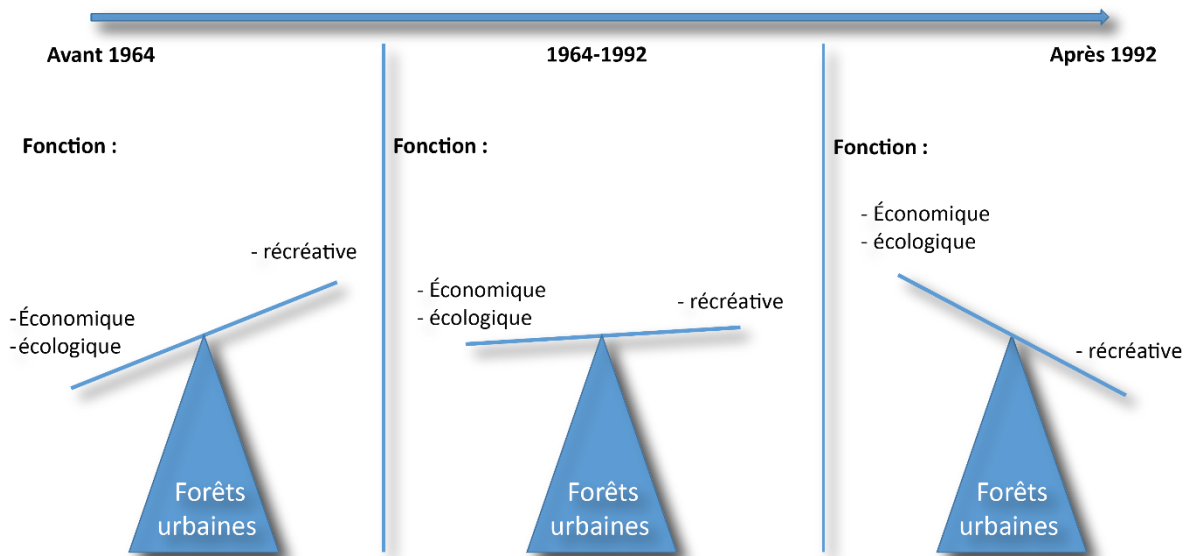 Avant 1964
1964-1992
Après 1992
Fonction :
- récréative
-Économique
-écologique
Forêts
urbaines
Fonction :
- Économique
- écologique
- récréative
Forêts
urbaines
Fonction :
- Économique
- écologique
- récréative
Forêts
urbaines